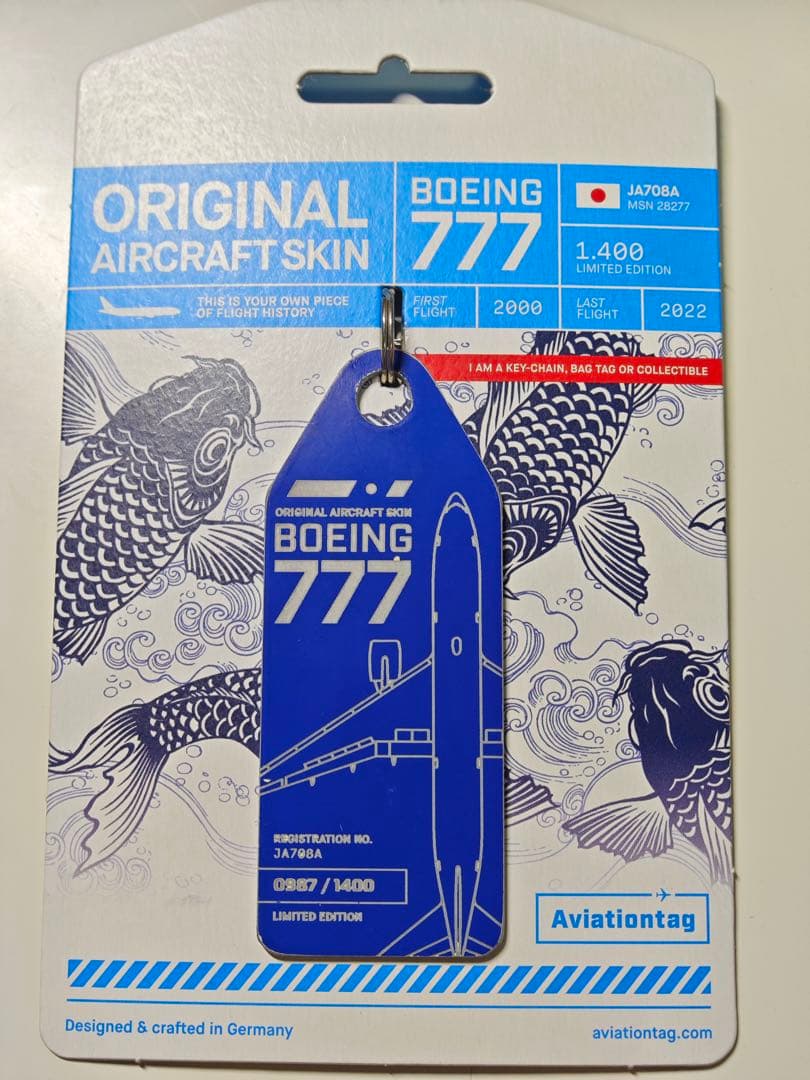 ORIGINAL
AIRCRAFT SKIN
BOEING
777
JA708A
MSN 28277
1.400
LIMITED EDITION
THIS IS YOUR OWN PIECE
OF FLIGHT HISTORY
FIRST
FLIGHT
2000
LAST
FLIGHT
2022
I AM A KEY-CHAIN, BAG TAG OR COLLECTIBLE
ORIGINAL AIRCRAFT SKIN
BOEING
777
REGISTRATION NO.
JA708A
0987 / 1400
LIMITED EDITION
Aviationtag
Designed & crafted in Germany
aviationtag.com